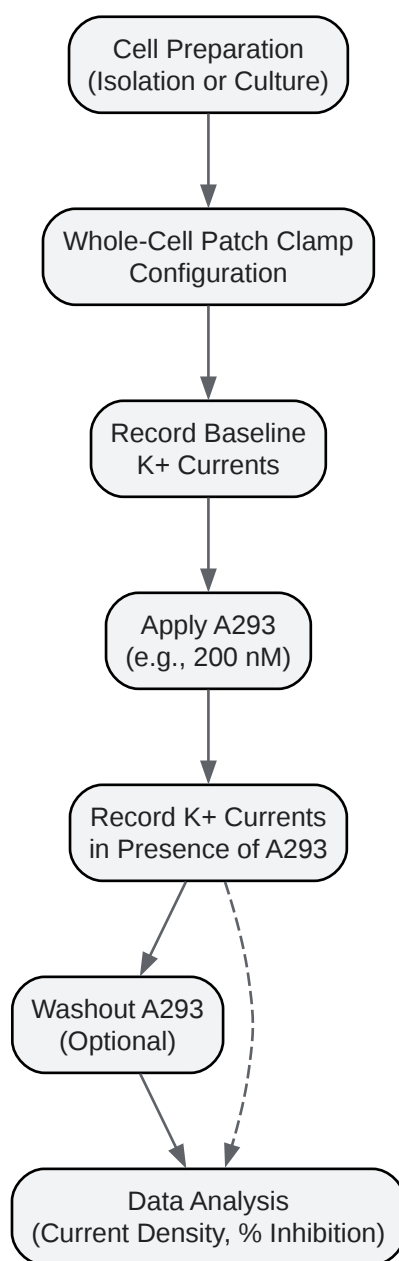 Cell Preparation
(Isolation or Culture)
Whole-Cell Patch Clamp
Configuration
Record Baseline
K+ Currents
Apply A293
(e.g., 200 nM)
Record K+ Currents
in Presence of A293
Washout A293
(Optional)
Data Analysis
(Current Density, % Inhibition)